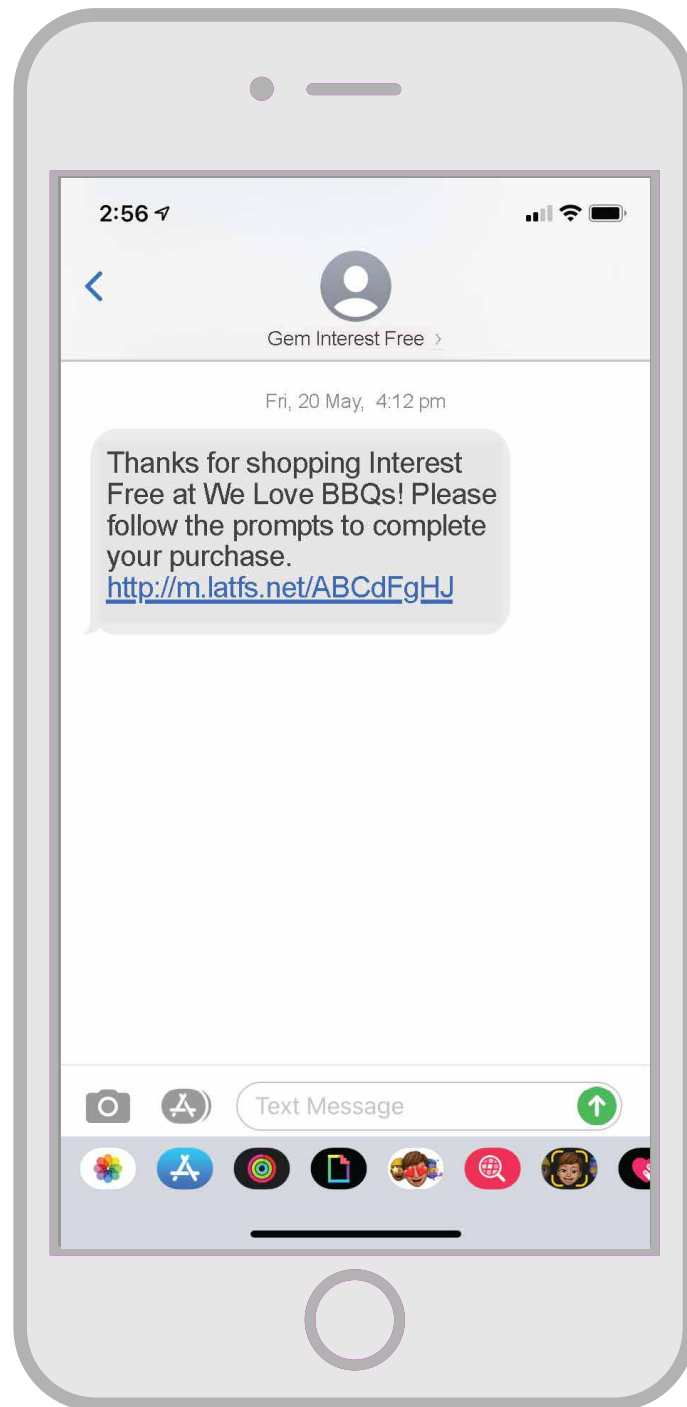 2:56
Gem Interest Free
Fri, 20 May, 4:12 pm
Thanks for shopping Interest
Free at We Love BBQs! Please
follow the prompts to complete
your purchase.
http://m.latfs.net/ABCdFgHJ
Text Message